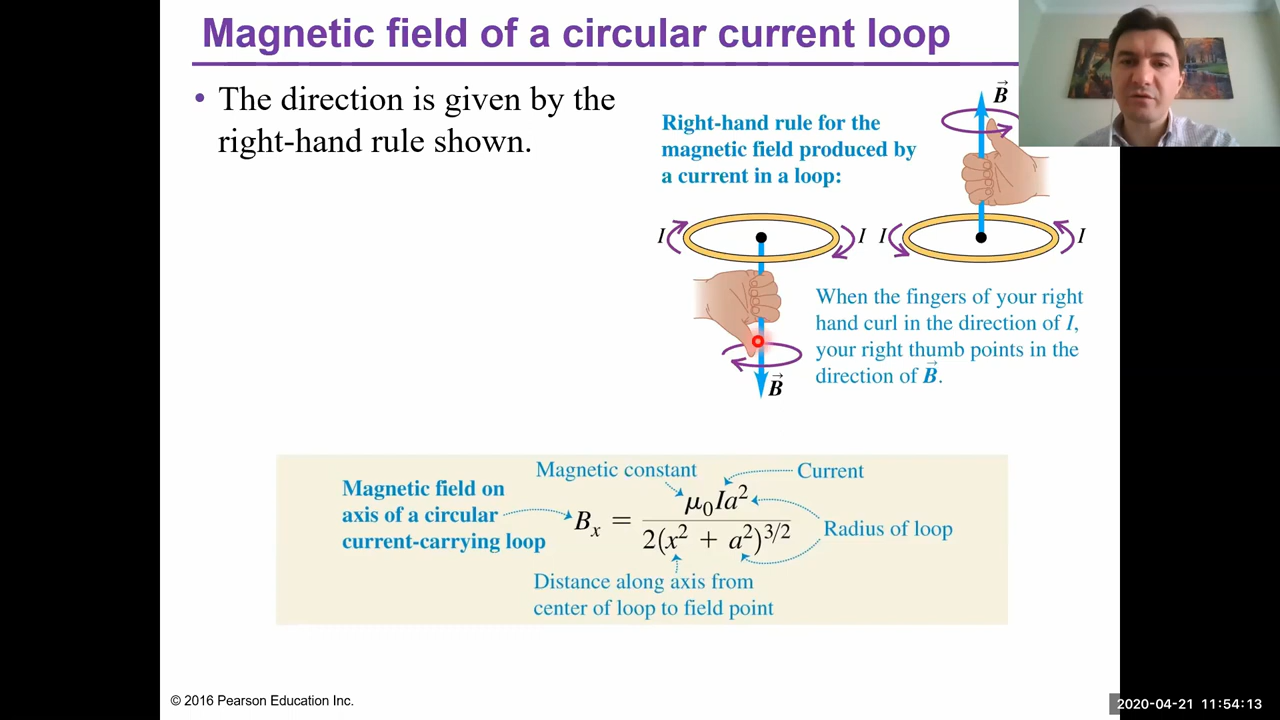 Magnetic field of a circular current loop
• The direction is given by the
right-hand rule shown.
Right-hand rule for the
magnetic field produced by
a current in a loop:
B
I
I
I
I
When the fingers of your right
hand curl in the direction of I,
your right thumb points in the
direction of B⃗.
B⃗
Magnetic field on
axis of a circular
current-carrying loop
Magnetic constant
Current
Bₓ = μ₀Ia² / 2(x² + a²)^3/2
Radius of loop
Distance along axis from
center of loop to field point
© 2016 Pearson Education Inc.
2020-04-21 11:54:13